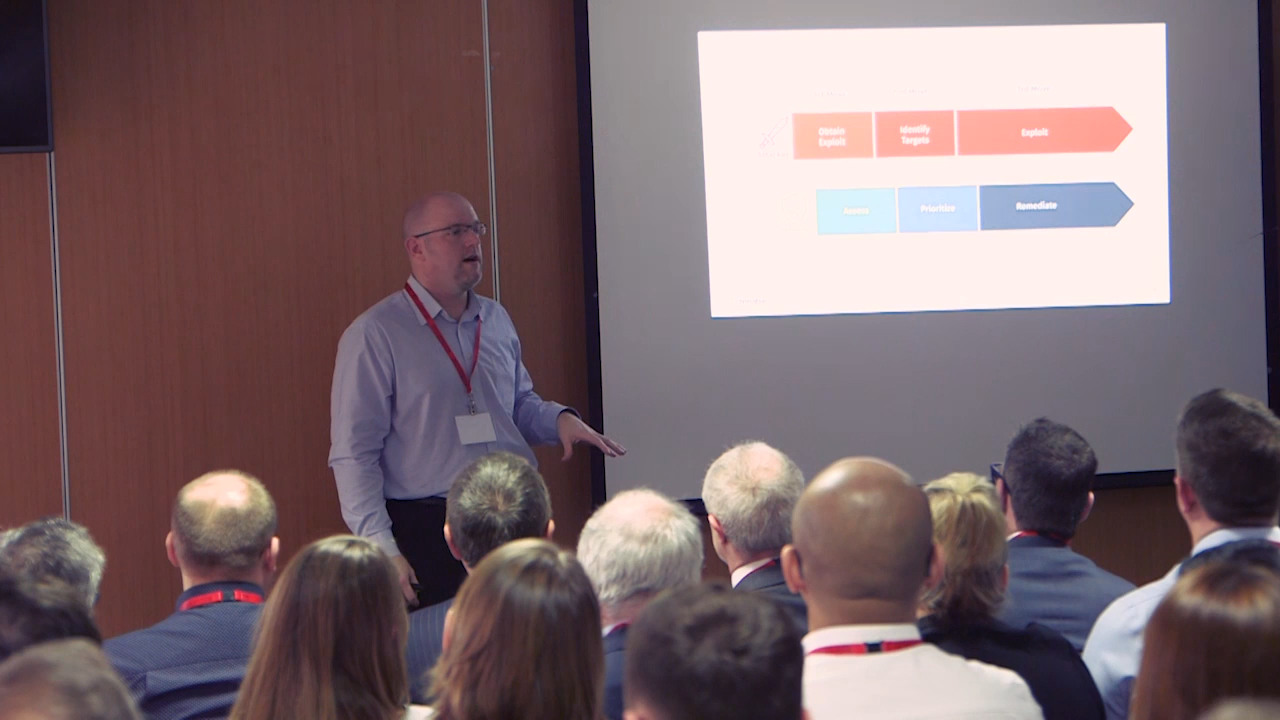 Obtain
Exploit
Identify
Targets
Exploit
Assess
Prioritize
Remediate